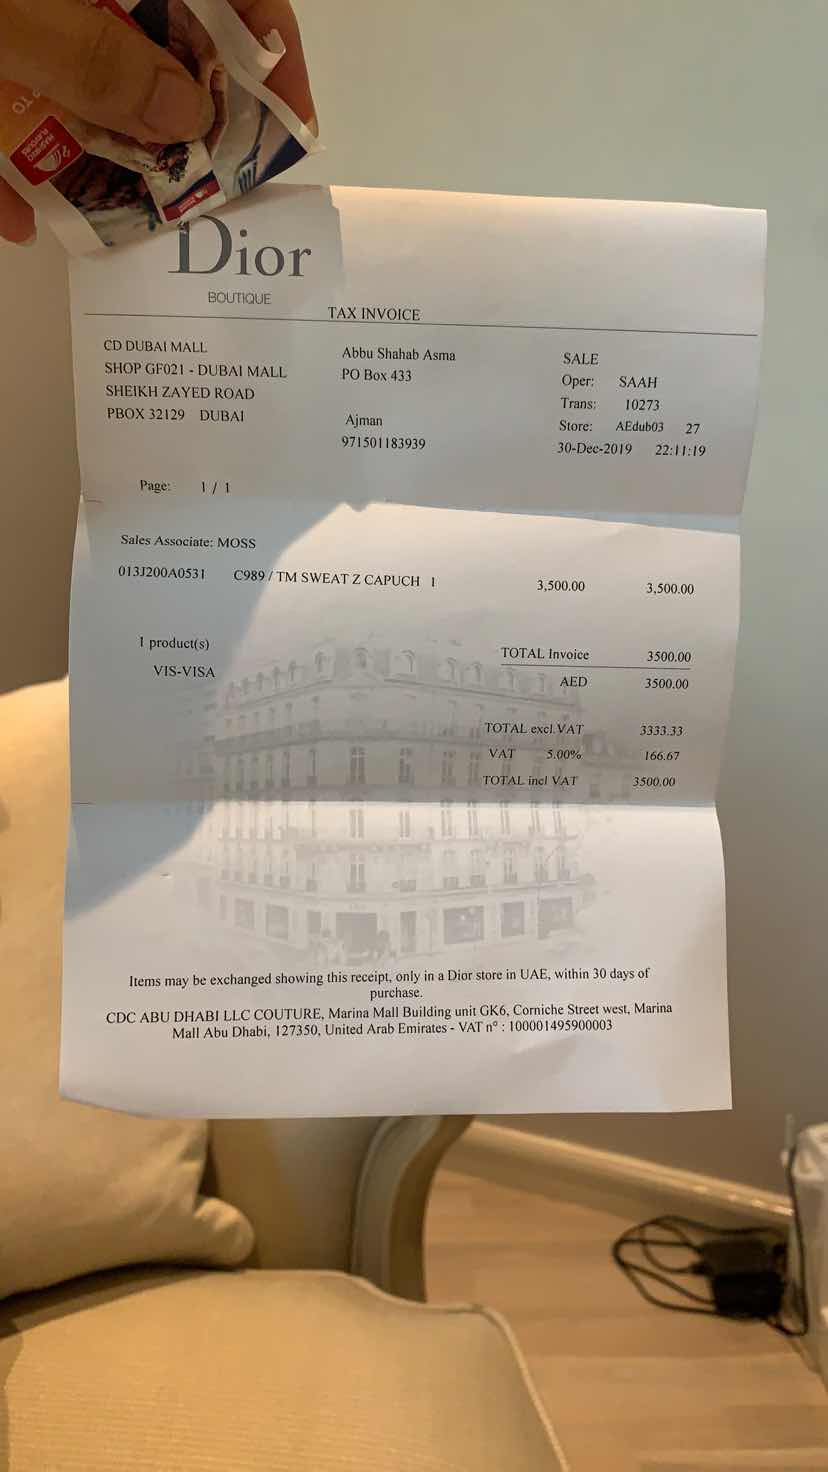 TO
MASHREQ
FLAVOURS
Dior
BOUTIQUE
TAX INVOICE
CD DUBAI MALL
SHOP GF021 - DUBAI MALL
SHEIKH ZAYED ROAD
PBOX 32129 DUBAI
Abbu Shahab Asma
PO Box 433
Ajman
971501183939
SALE
Oper: SAAH
Trans: 10273
Store: AEdub03 27
30-Dec-2019 22:11:19
Page: 1 / 1
Sales Associate: MOSS
013J200A0531 C989 / TM SWEAT Z CAPUCH 1 3,500.00 3,500.00
1 product(s)
VIS-VISA
TOTAL Invoice 3500.00
AED 3500.00
TOTAL excl.VAT 3333.33
VAT 5.00% 166.67
TOTAL incl VAT 3500.00
Items may be exchanged showing this receipt, only in a Dior store in UAE, within 30 days of
purchase.
CDC ABU DHABI LLC COUTURE, Marina Mall Building unit GK6, Corniche Street west, Marina
Mall Abu Dhabi, 127350, United Arab Emirates - VAT n° : 100001495900003